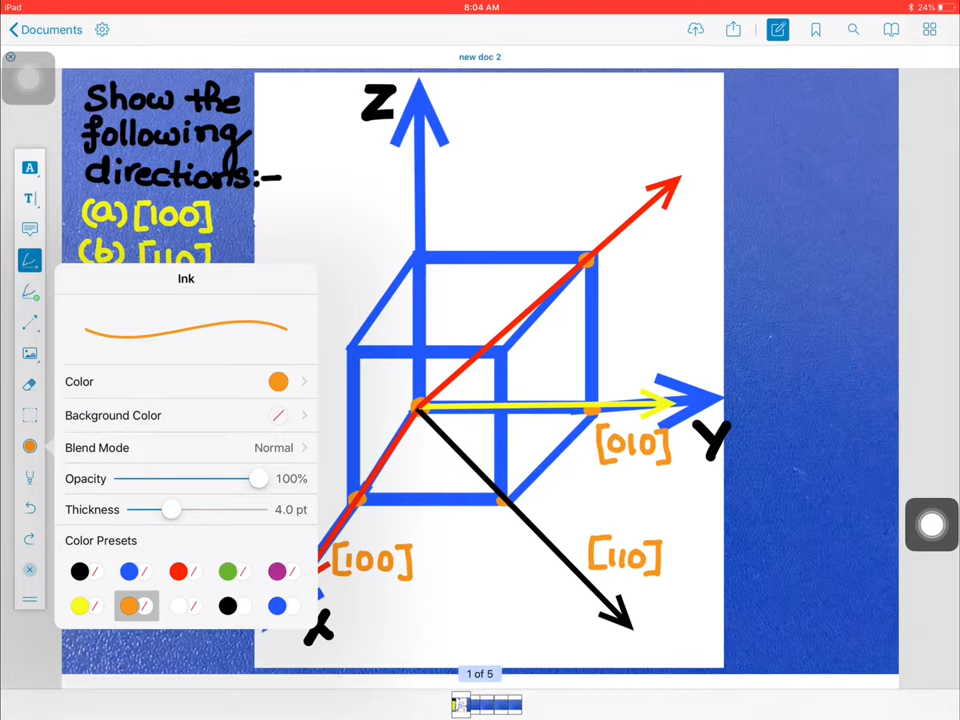 iPad 8:04 AM 24%
Documents
new doc 2
Show the
following
directions:-
(a) [100]
(b) [110]
Z
Y
X
[010]
[110]
[100]
A
T
Ink
Color
Background Color
Blend Mode Normal
Opacity 100%
Thickness 4.0 pt
Color Presets
1 of 5